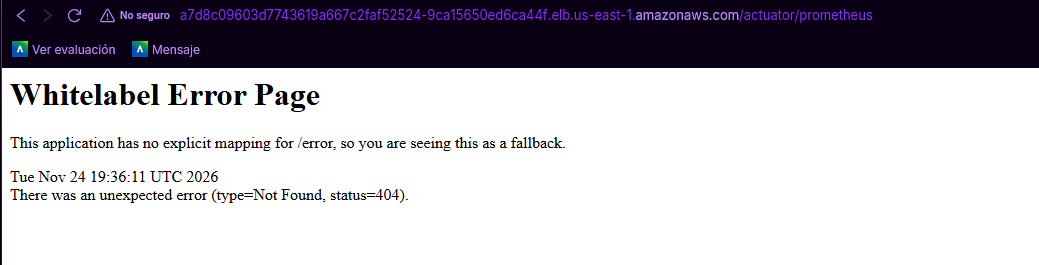 No seguro a7d8c09603d7743619a667c2faf52524-9ca15650ed6ca44f.elb.us-east-1.amazonaws.com/actuator/prometheus
Ver evaluación Mensaje
Whitelabel Error Page
This application has no explicit mapping for /error, so you are seeing this as a fallback.
Tue Nov 24 19:36:11 UTC 2026
There was an unexpected error (type=Not Found, status=404).